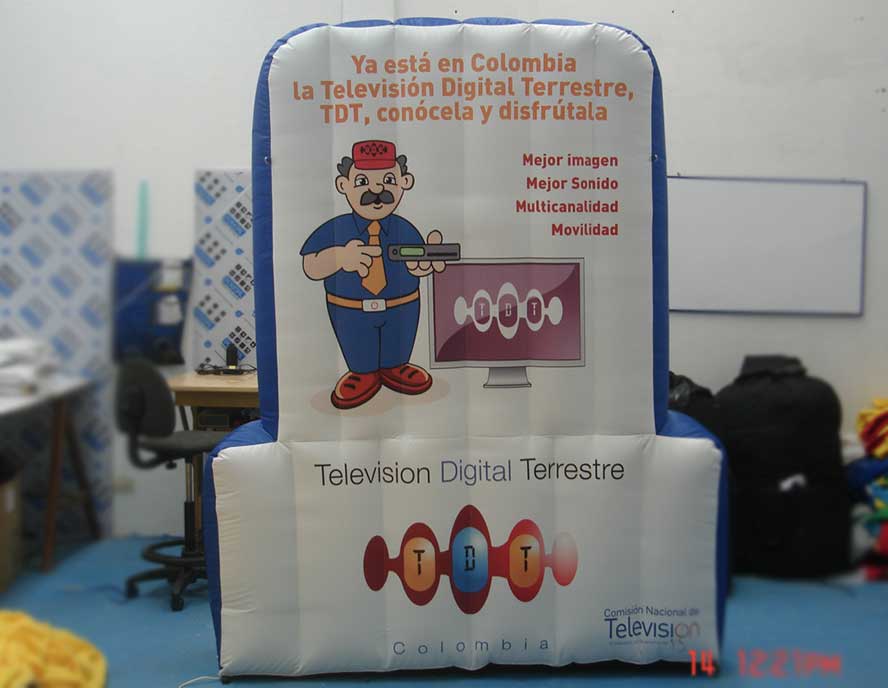 Ya está en Colombia
la Televisión Digital Terrestre,
TDT, conócela y disfrútala
Mejor imagen
Mejor Sonido
Multicanalidad
Movilidad
TDT
Television Digital Terrestre
TDT
Colombia
Comisión Nacional de
Televisión
14 12:27PM